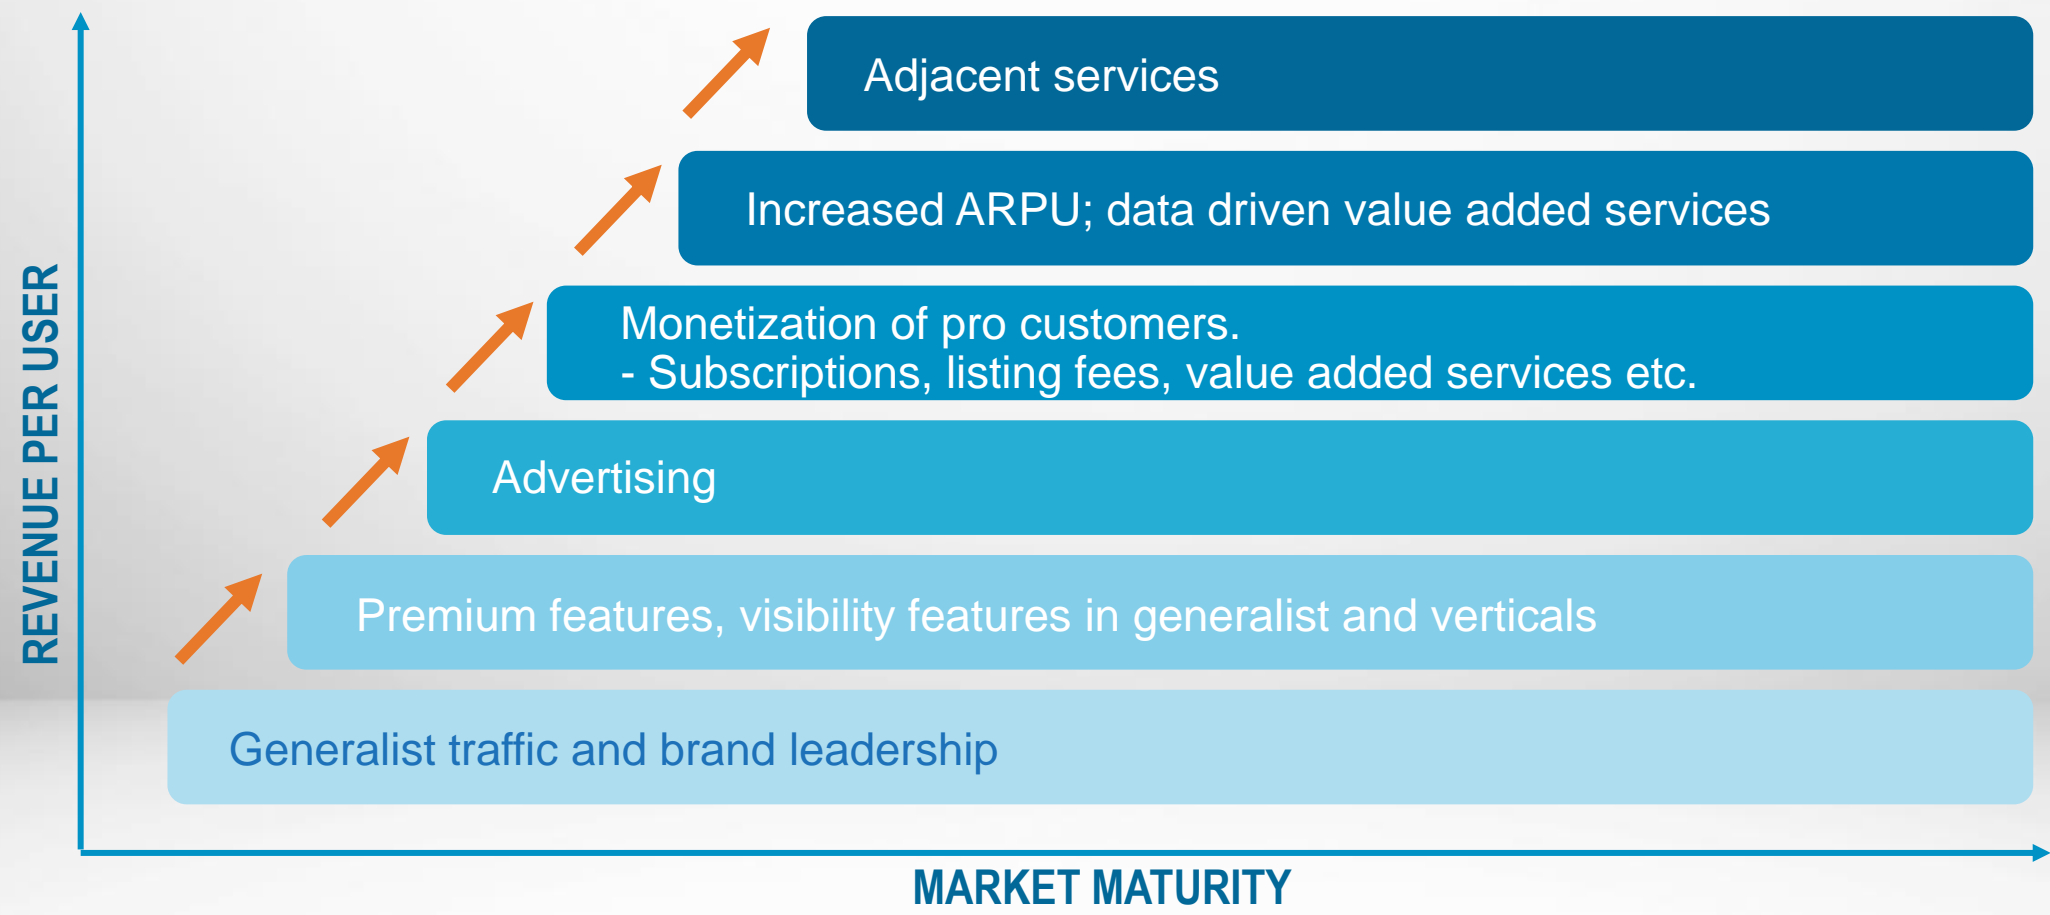 Adjacent services
Increased ARPU; data driven value added services
Monetization of pro customers.
- Subscriptions, listing fees, value added services etc.
Advertising
Premium features, visibility features in generalist and verticals
Generalist traffic and brand leadership
REVENUE PER USER
MARKET MATURITY